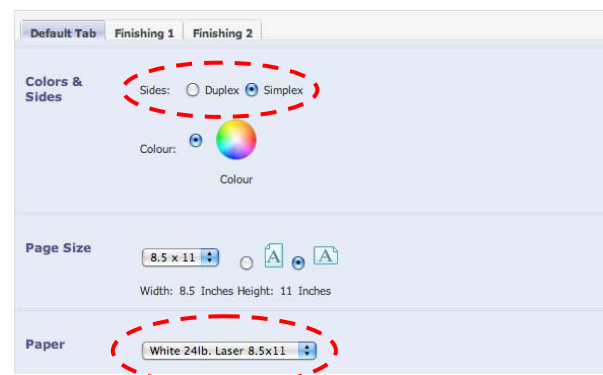 Default Tab Finishing 1 Finishing 2
Colors & Sides
Sides: Duplex Simplex
Colour:
Colour
Page Size
8.5 x 11 A A
Width: 8.5 Inches Height: 11 Inches
Paper
White 24lb. Laser 8.5x11